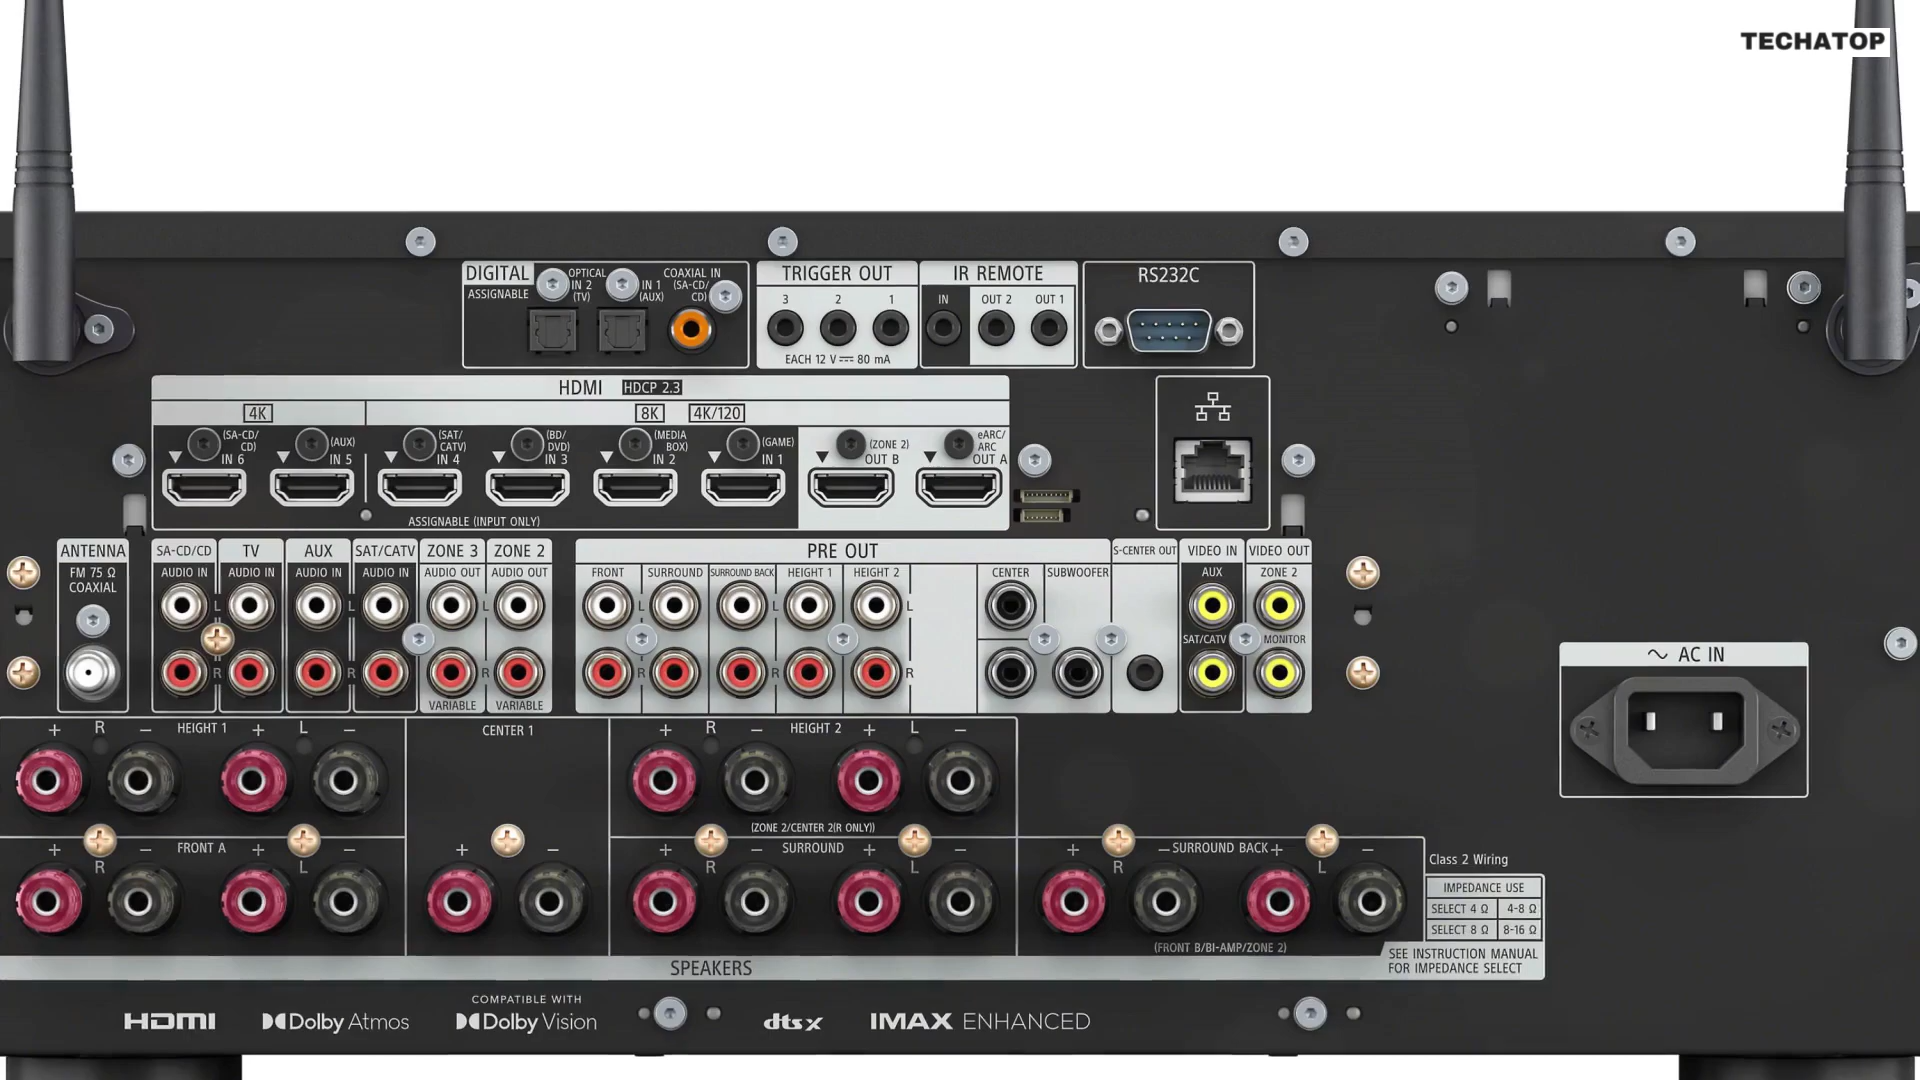 TECHATOP
DIGITAL
ASSIGNABLE
OPTICAL
IN 2
(TV)
IN 1
(AUX)
COAXIAL IN
(SA-CD/
CD)
TRIGGER OUT
3 2 1
EACH 12 V ⎓ 80 mA
IR REMOTE
IN OUT 2 OUT 1
RS232C
HDMI HDCP 2.3
4K 8K 4K/120
(SA-CD/
CD)
IN 6
(AUX)
IN 5
(SAT/
CATV)
IN 4
(BD/
DVD)
IN 3
(MEDIA
BOX)
IN 2
(GAME)
IN 1
(ZONE 2)
OUT B
eARC/
ARC
OUT A
ASSIGNABLE (INPUT ONLY)
ANTENNA
FM 75 Ω
COAXIAL
SA-CD/CD TV AUX SAT/CATV ZONE 3 ZONE 2
AUDIO IN AUDIO IN AUDIO IN AUDIO IN AUDIO OUT AUDIO OUT
L L L
R R R
VARIABLE VARIABLE
PRE OUT
FRONT SURROUND SURROUND BACK HEIGHT 1 HEIGHT 2 CENTER SUBWOOFER
L L L
R R R
S-CENTER OUT
VIDEO IN VIDEO OUT
AUX ZONE 2
SAT/CATV MONITOR
AC IN
+ R − HEIGHT 1 + L −
CENTER 1
+ R − HEIGHT 2 + L −
(ZONE 2/CENTER 2(R ONLY))
+ − FRONT A + −
R L
+ −
+ − SURROUND + −
R L
+ − SURROUND BACK + −
R L
(FRONT B/BI-AMP/ZONE 2)
Class 2 Wiring
IMPEDANCE USE
SELECT 4 Ω 4-8 Ω
SELECT 8 Ω 8-16 Ω
SEE INSTRUCTION MANUAL
FOR IMPEDANCE SELECT
SPEAKERS
HDMI
Dolby Atmos
COMPATIBLE WITH
Dolby Vision
dts x
IMAX ENHANCED